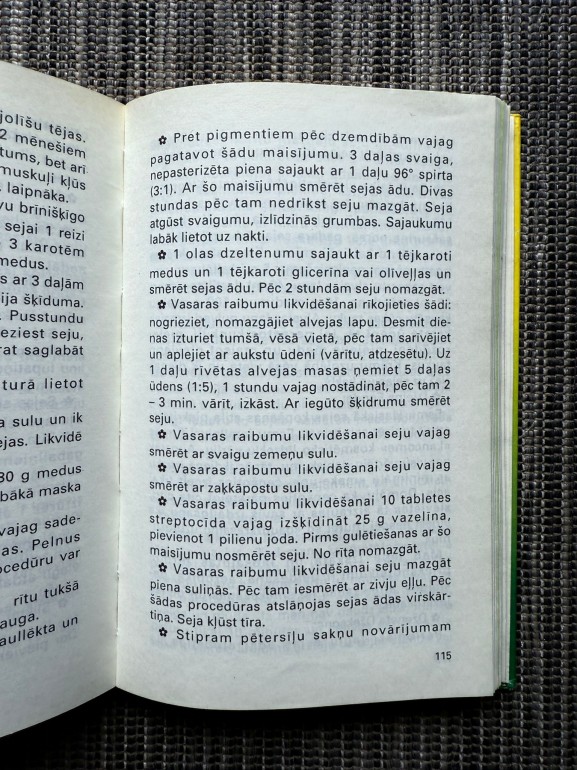 jolīšu tējas.
2 mēnešiem
tums, bet arī
muskuļi kļūs
laipnāka.
vu brīnišķīgo
sejai 1 reizi
3 karotēm
medus.
s ar 3 daļām
ija šķīduma.
Pusstundu
eziest seju,
rat saglabāt
turā lietot
a sulu un ik
ejas. Likvidē
30 g medus
bākā maska
vajag sade-
as. Pelnus
ocedūru var
rītu tukšā
auga.
aullēkta un
✿ Pret pigmentiem pēc dzemdībām vajag
pagatavot šādu maisījumu. 3 daļas svaiga,
nepasterizēta piena sajaukt ar 1 daļu 96° spirta
(3:1). Ar šo maisījumu smērēt sejas ādu. Divas
stundas pēc tam nedrīkst seju mazgāt. Seja
atgūst svaigumu, izlīdzinās grumbas. Sajaukumu
labāk lietot uz nakti.
✿ 1 olas dzeltenumu sajaukt ar 1 tējkaroti
medus un 1 tējkaroti glicerīna vai olīveļļas un
smērēt sejas ādu. Pēc 2 stundām seju nomazgāt.
✿ Vasaras raibumu likvidēšanai rīkojieties šādi:
nogrieziet, nomazgājiet alvejas lapu. Desmit die-
nas izturiet tumšā, vēsā vietā, pēc tam sarīvējiet
un aplejiet ar aukstu ūdeni (vārītu, atdzesētu). Uz
1 daļu rīvētas alvejas masas ņemiet 5 daļas
ūdens (1:5), 1 stundu vajag nostādināt, pēc tam 2
– 3 min. vārīt, izkāst. Ar iegūto šķidrumu smērēt
seju.
✿ Vasaras raibumu likvidēšanai seju vajag
smērēt ar svaigu zemeņu sulu.
✿ Vasaras raibumu likvidēšanai seju vajag
smērēt ar zaķkāpostu sulu.
✿ Vasaras raibumu likvidēšanai 10 tabletes
streptocīda vajag izšķīdināt 25 g vazelīna,
pievienot 1 pilienu joda. Pirms gulētiešanas ar šo
maisījumu nosmērēt seju. No rīta nomazgāt.
✿ Vasaras raibumu likvidēšanai seju mazgāt
piena suliņās. Pēc tam iesmērēt ar zivju eļļu. Pēc
šādas procedūras atslāņojas sejas ādas virskār-
tiņa. Seja kļūst tīra.
✿ Stipram pētersīļu sakņu novārījumam
115